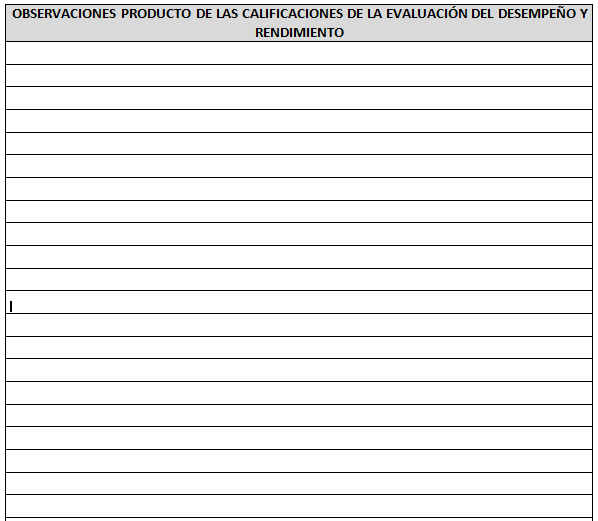 OBSERVACIONES PRODUCTO DE LAS CALIFICACIONES DE LA EVALUACIÓN DEL DESEMPEÑO Y
RENDIMIENTO